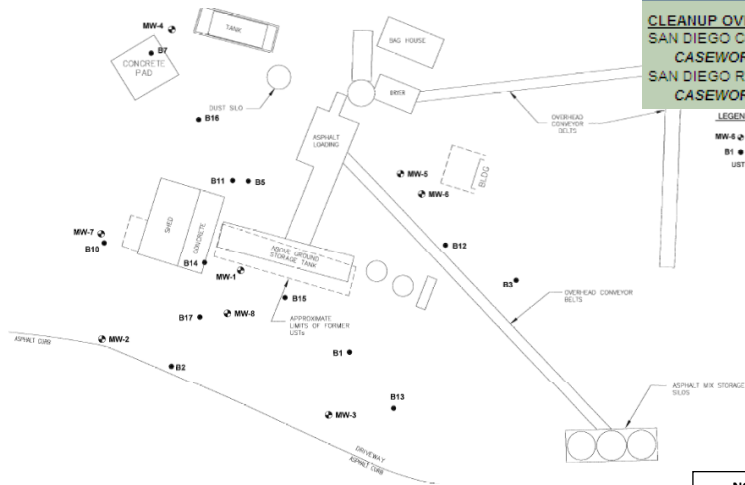 CLEANUP OV
SAN DIEGO C
CASEWOR
SAN DIEGO R
CASEWOR
LEGEN
MW-6
B1
UST
MW-4
TANK
BAG HOUSE
B7
CONCRETE
PAD
DUST SILO
DRYER
B16
OVERHEAD
CONVEYOR
BELTS
ASPHALT
LOADING
MW-5
BLDG
MW-6
B11
B5
SHED
CONCRETE
MW-7
B10
B12
B14
ABOVE GROUND
STORAGE TANK
MW-1
B3
B15
OVERHEAD CONVEYOR
BELTS
B17
MW-8
APPROXIMATE
LIMITS OF FORMER
USTs
ASPHALT CURB
MW-2
B1
B2
ASPHALT MIX STORAGE
SILOS
B13
MW-3
DRIVEWAY
ASPHALT CURB
NO